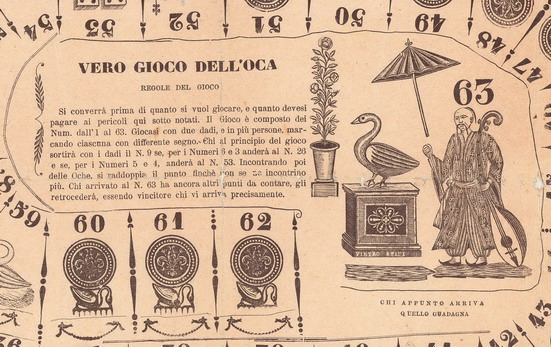 54
55
52
51
50
49
48
47
VERO GIOCO DELL'OCA
REGOLE DEL GIOCO
Si converrà prima di quanto si vuol giocare, e quanto devesi
pagare ai pericoli qui sotto notati. Il Gioco è composto dei
Num. dall'1 al 63. Giocasi con due dadi, e in più persone, mar-
cando ciascuna con differente segno. Chi al principio del gioco
sortirà con i dadi il N. 9 se, per i Numeri 6 e 3 anderà al N. 26
e se, per i Numeri 5 e 4, anderà al N. 53. Incontrando poi
delle Oche, si raddoppia il punto finchè non se ne incontrino
più. Chi arrivato al N. 63 ha ancora altri punti da contare, gli
retrocederà, essendo vincitore chi vi arriva precisamente.
63
59
60
61
62
CHI APPUNTO ARRIVA
QUELLO GUADAGNA
43